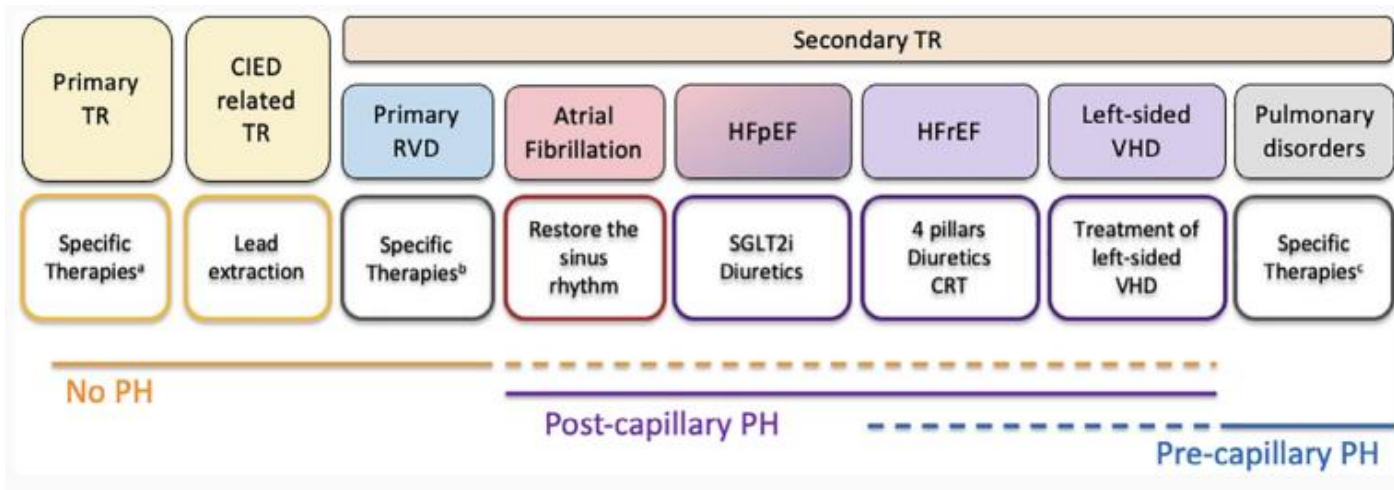 Primary
TR
CIED
related
TR
Secondary TR
Primary
RVD
Atrial
Fibrillation
HFpEF
HFrEF
Left-sided
VHD
Pulmonary
disorders
Specific
Therapiesᵃ
Lead
extraction
Specific
Therapiesᵇ
Restore the
sinus
rhythm
SGLT2i
Diuretics
4 pillars
Diuretics
CRT
Treatment of
left-sided
VHD
Specific
Therapiesᶜ
No PH
Post-capillary PH
Pre-capillary PH